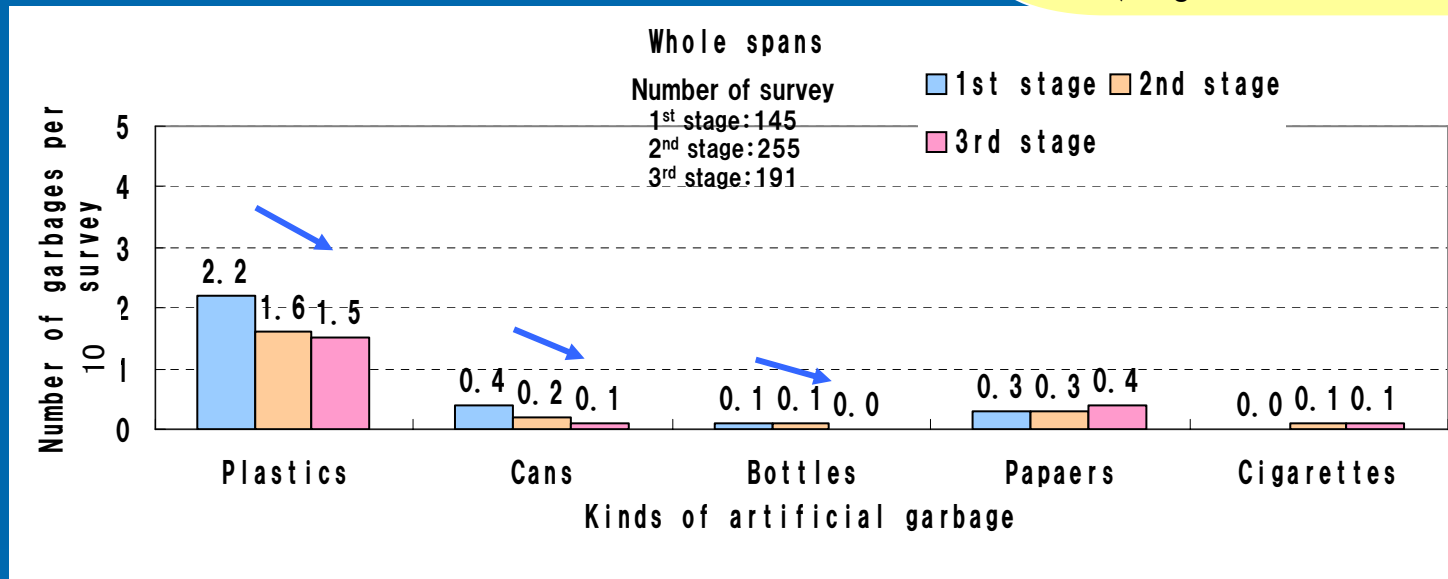 Whole spans
Number of survey
1st stage:145
2nd stage:255
3rd stage:191
1st stage 2nd stage
3rd stage
Number of garbages per
10 survey
5
4
3
2
1
0
2.2
1.6
1.5
0.4
0.2
0.1
0.1
0.1
0.0
0.3
0.3
0.4
0.0
0.1
0.1
Plastics
Cans
Bottles
Papaers
Cigarettes
Kinds of artificial garbage